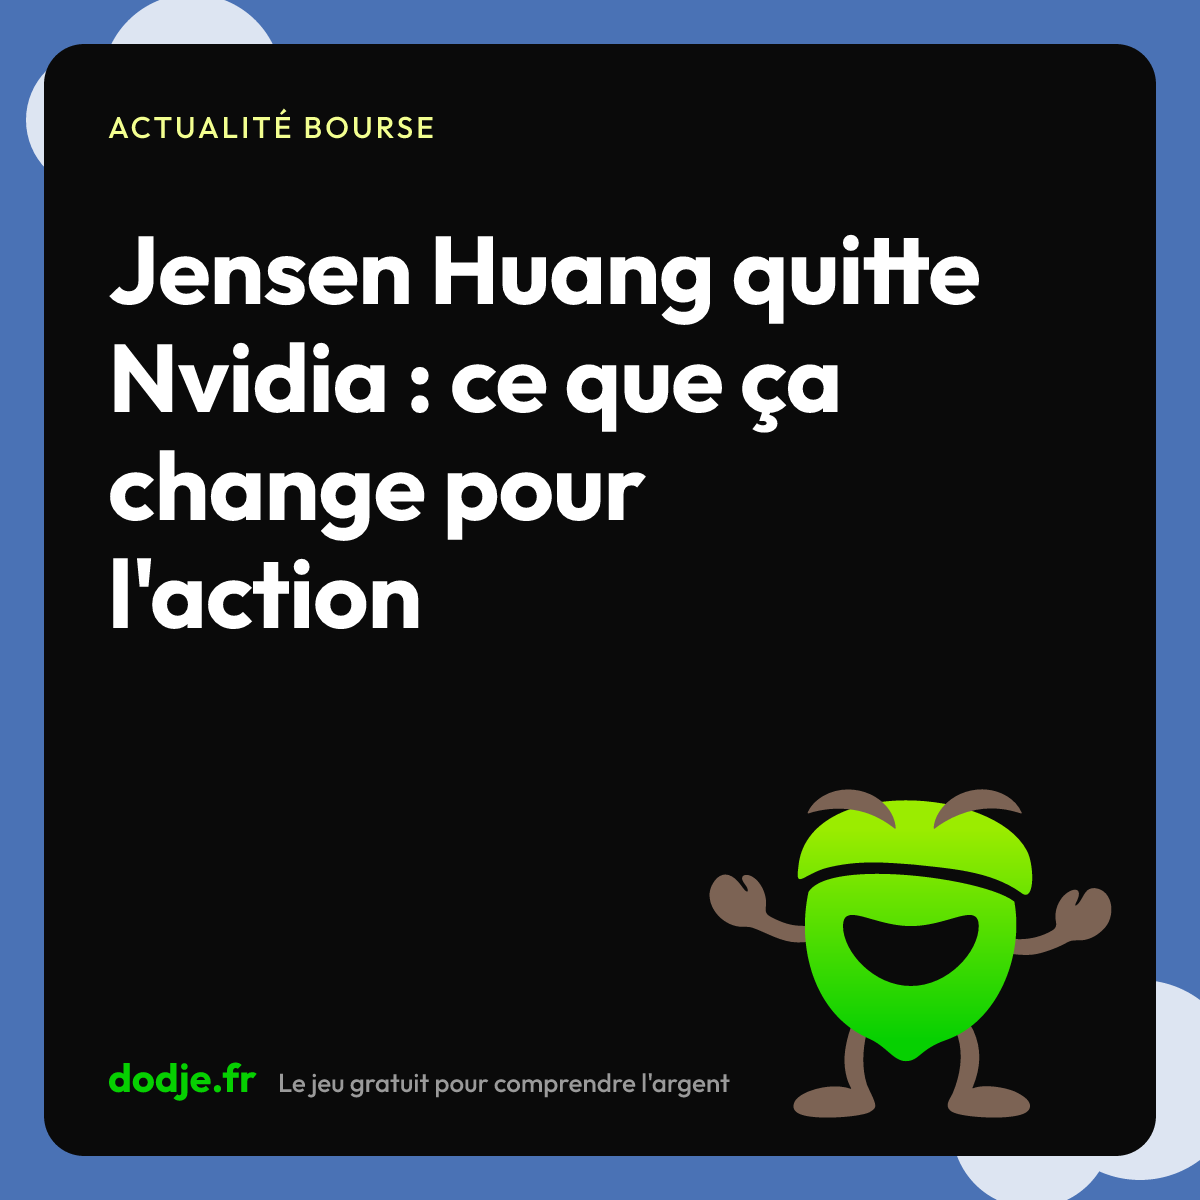 ACTUALITÉ BOURSE
Jensen Huang quitte
Nvidia : ce que ça
change pour
l'action
dodje.fr Le jeu gratuit pour comprendre l'argent